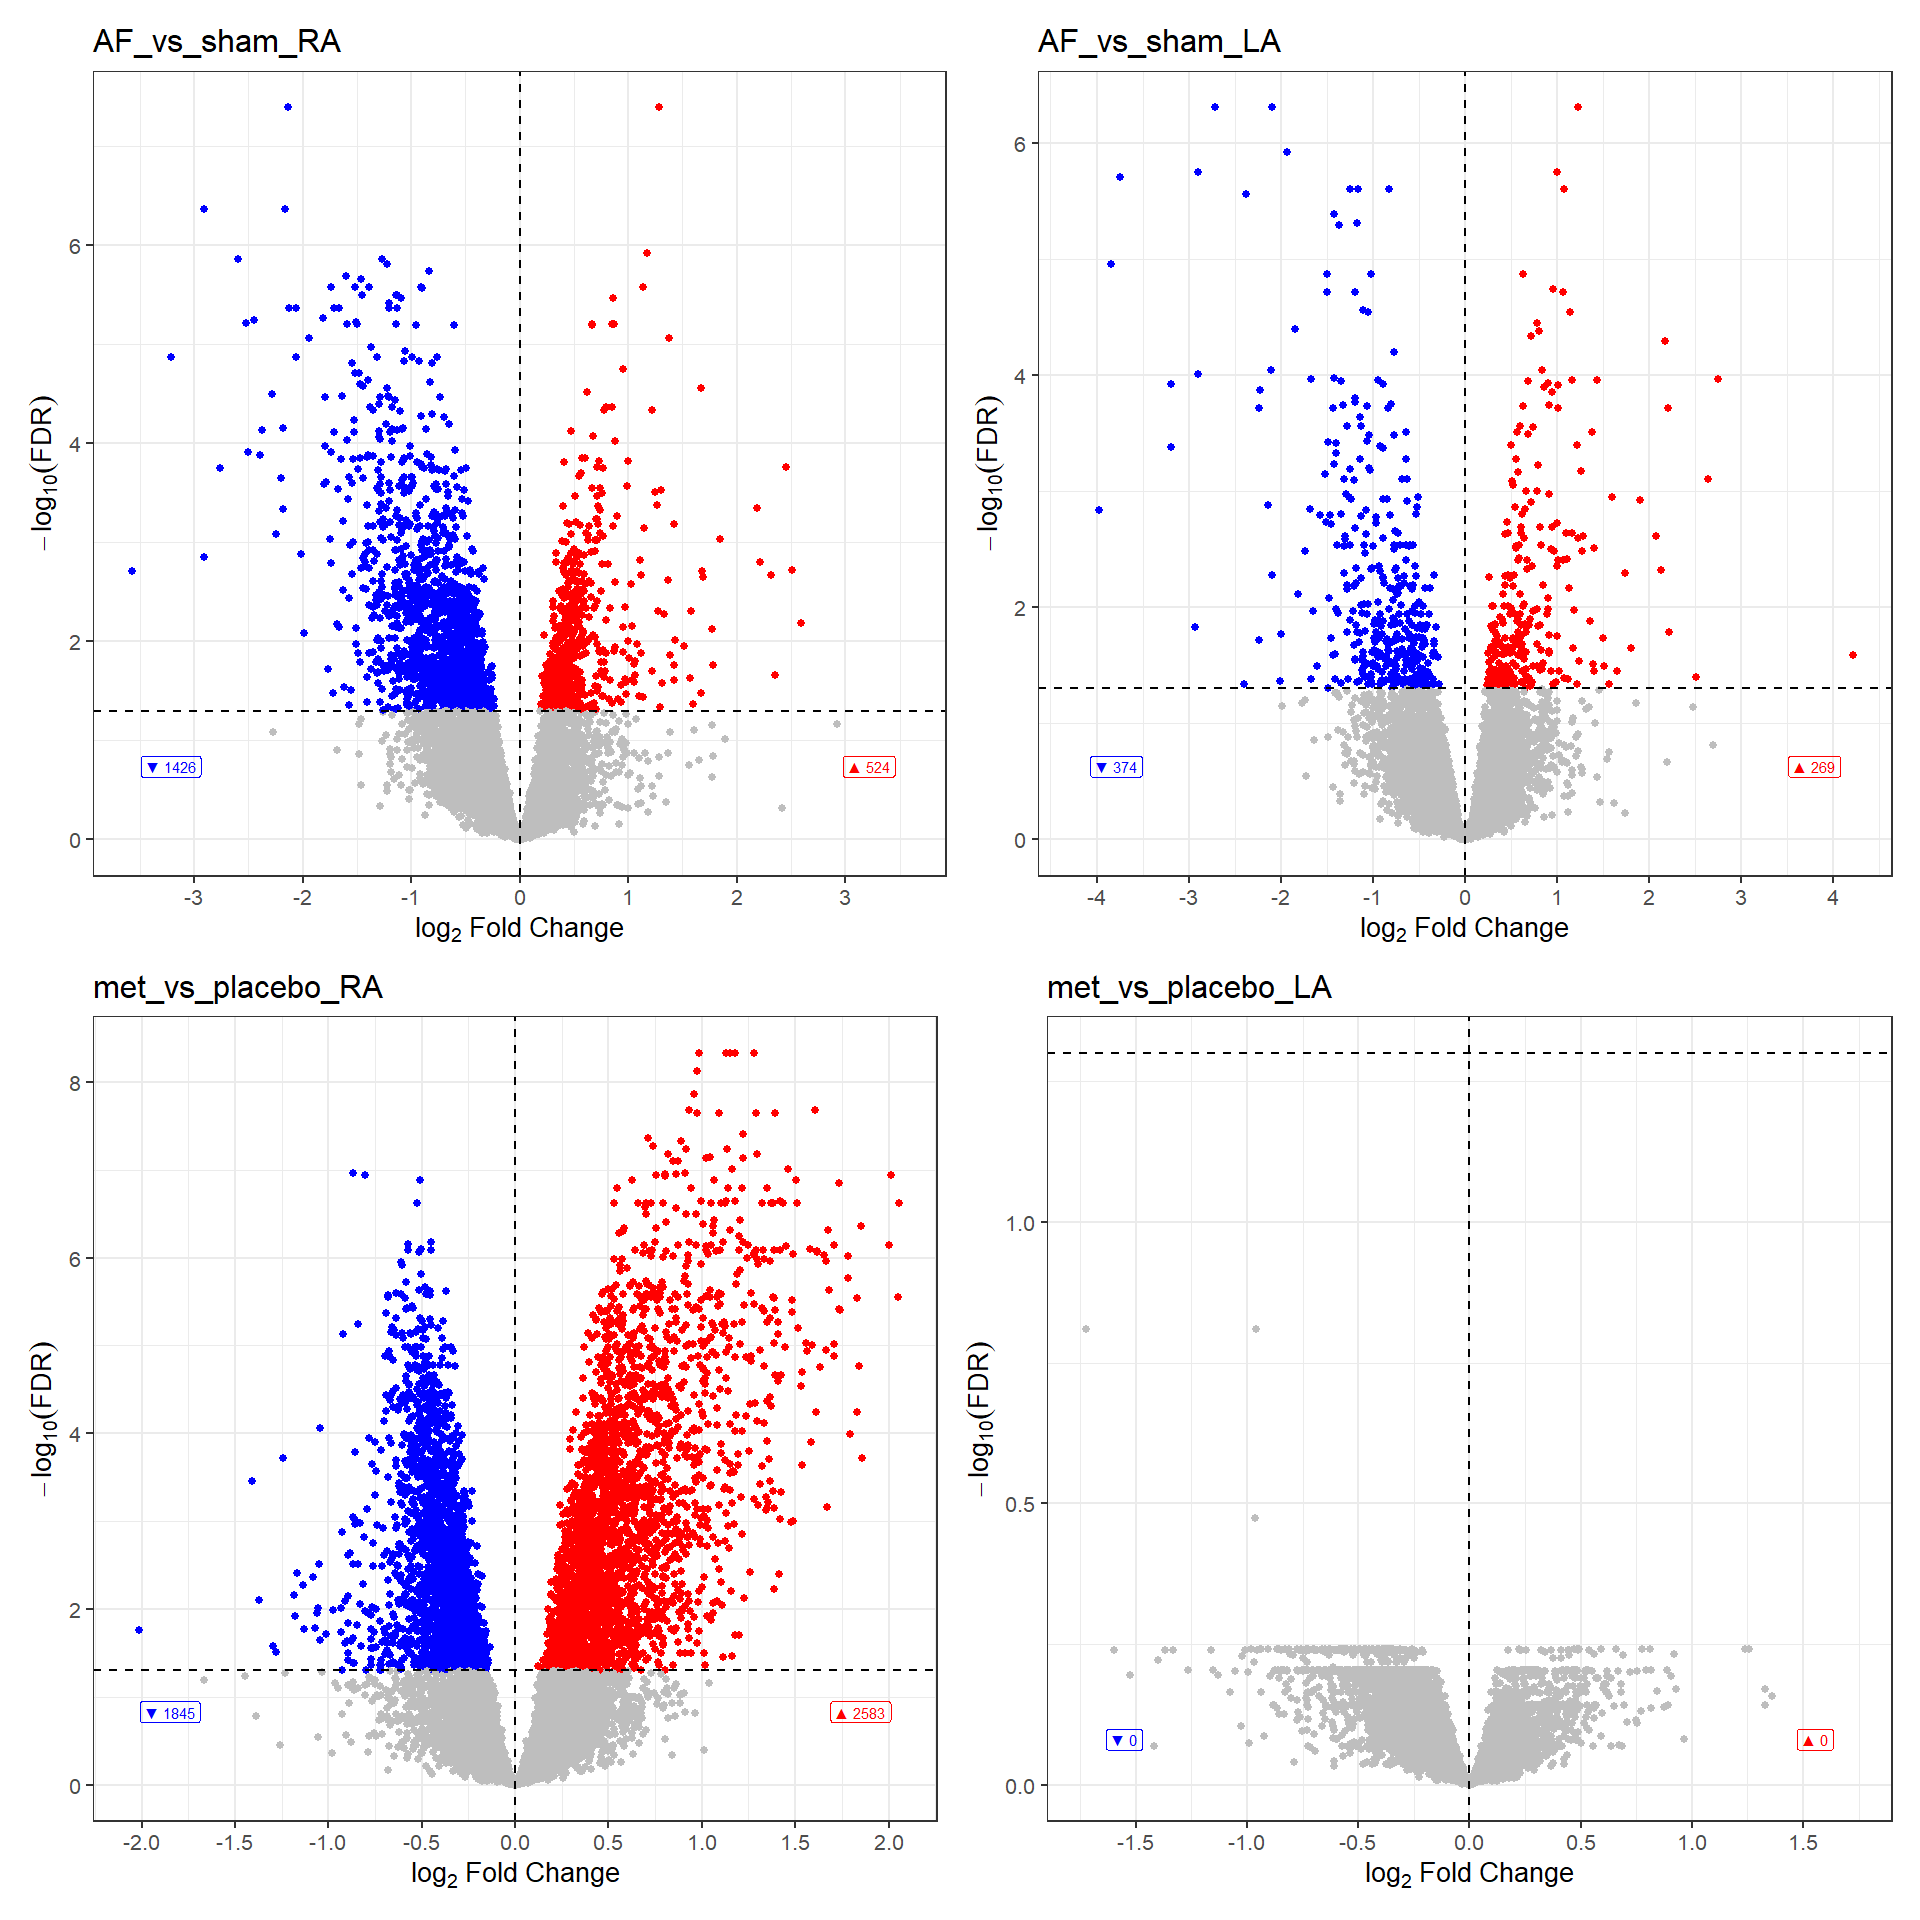 AF_vs_sham_RA
−log10(FDR)
6
4
2
0
▼ 1426
▲ 524
-3 -2 -1 0 1 2 3
log2 Fold Change
AF_vs_sham_LA
−log10(FDR)
6
4
2
0
▼ 374
▲ 269
-4 -3 -2 -1 0 1 2 3 4
log2 Fold Change
met_vs_placebo_RA
−log10(FDR)
8
6
4
2
0
▼ 1845
▲ 2583
-2.0 -1.5 -1.0 -0.5 0.0 0.5 1.0 1.5 2.0
log2 Fold Change
met_vs_placebo_LA
−log10(FDR)
1.0
0.5
0.0
▼ 0
▲ 0
-1.5 -1.0 -0.5 0.0 0.5 1.0 1.5
log2 Fold Change